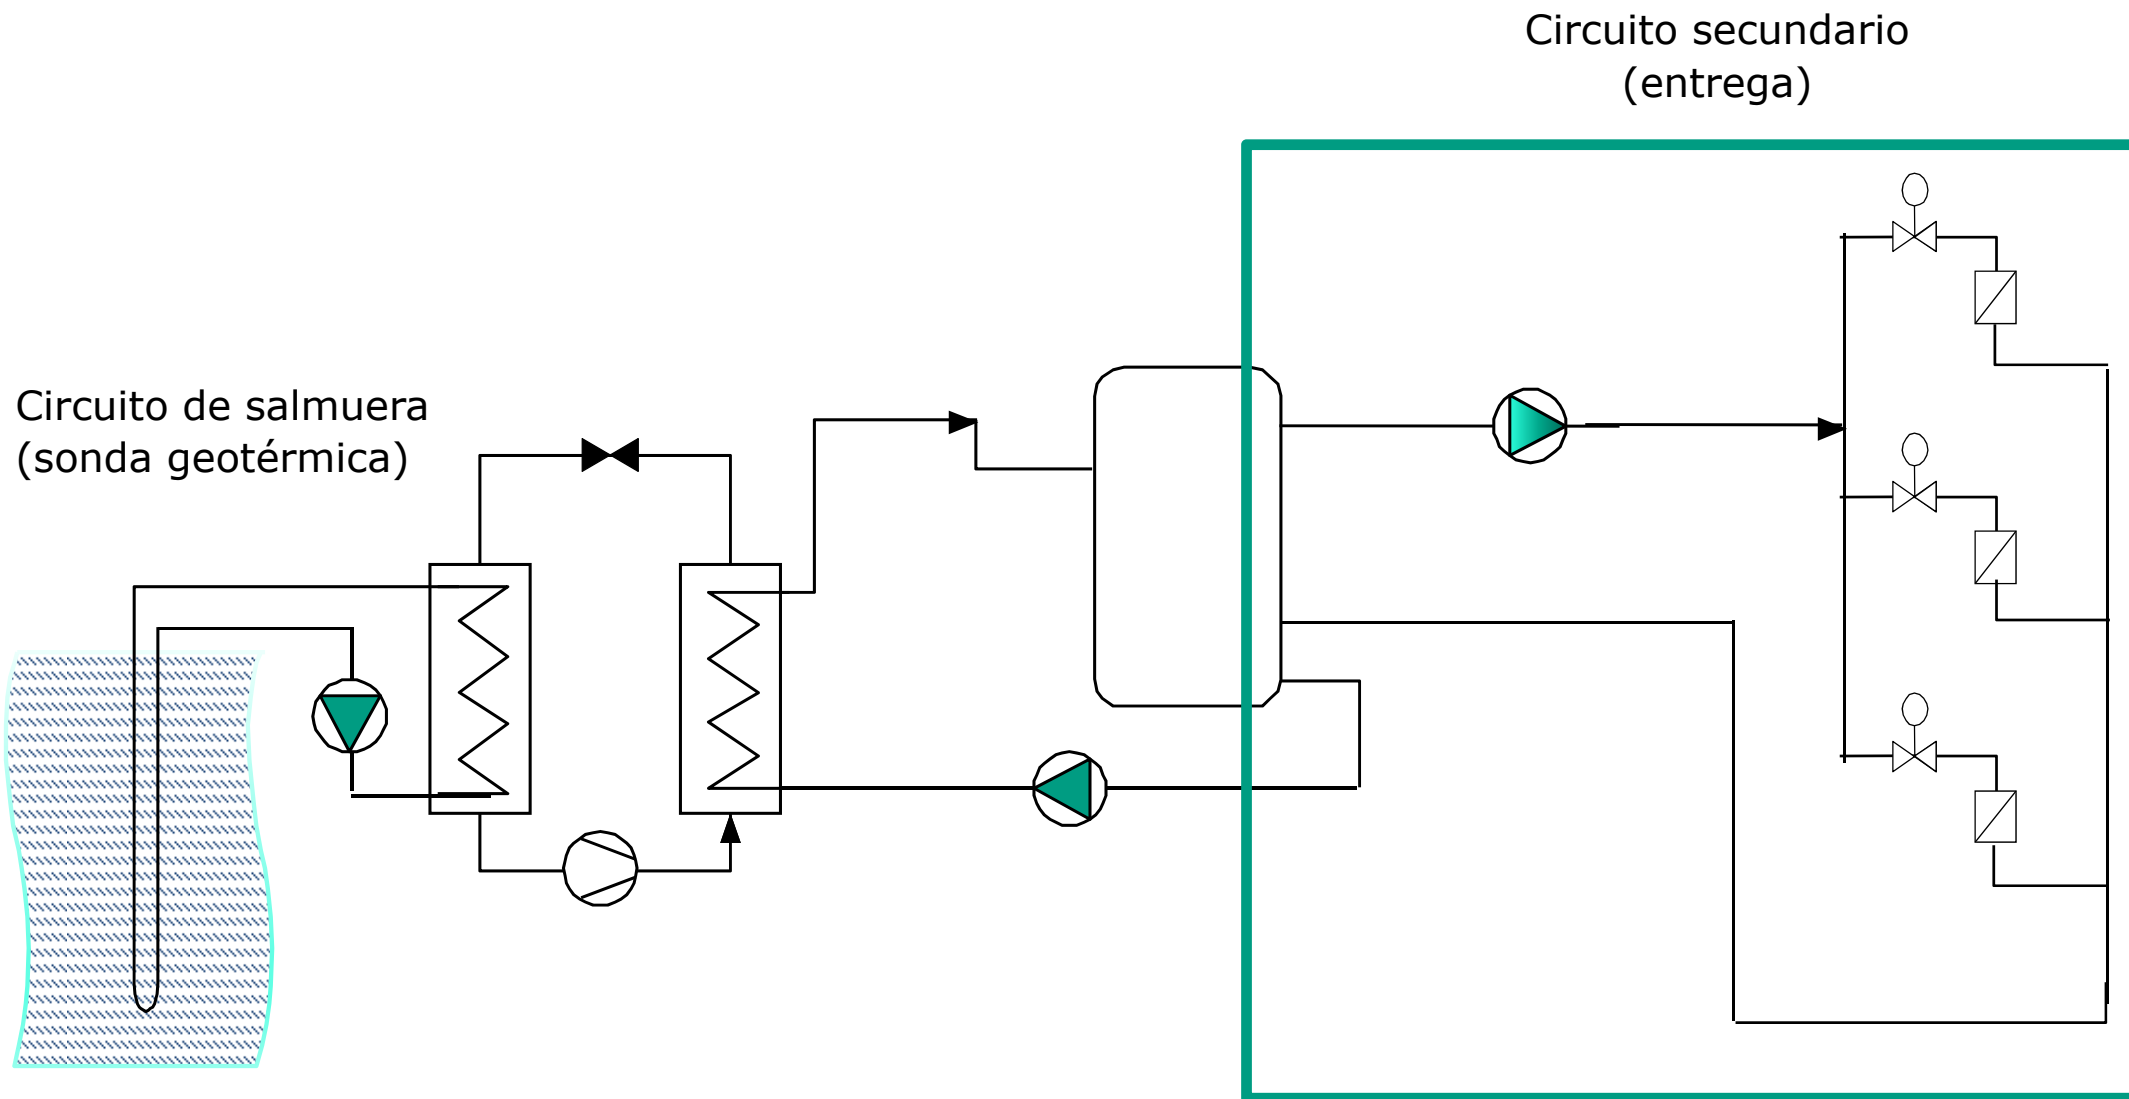 Circuito secundario
(entrega)
Circuito de salmuera
(sonda geotérmica)